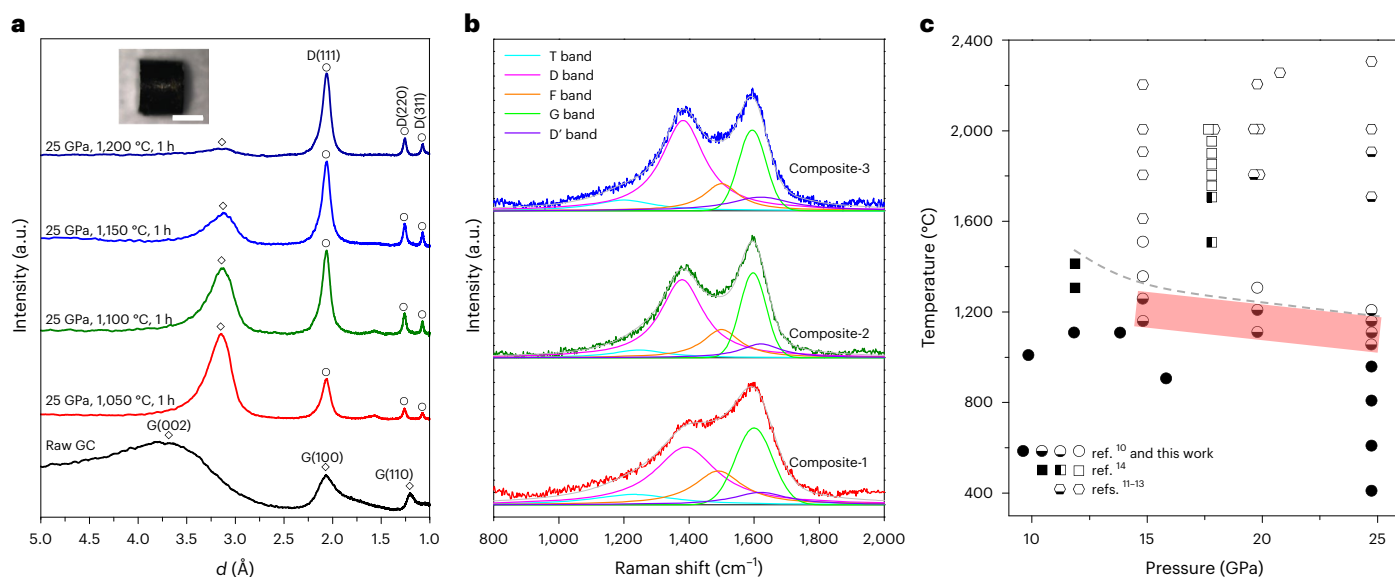 a
D(111)
D(220)
D(311)
25 GPa, 1,200 °C, 1 h
25 GPa, 1,150 °C, 1 h
25 GPa, 1,100 °C, 1 h
25 GPa, 1,050 °C, 1 h
Raw GC
G(002)
G(100)
G(110)
Intensity (a.u.)
5.0 4.5 4.0 3.5 3.0 2.5 2.0 1.5 1.0
d (Å)
b
T band
D band
F band
G band
D′ band
Composite-3
Composite-2
Composite-1
Intensity (a.u.)
800 1,000 1,200 1,400 1,600 1,800 2,000
Raman shift (cm⁻¹)
c
2,400
2,000
1,600
1,200
800
400
Temperature (°C)
ref. ¹⁰ and this work
ref. ¹⁴
refs. ¹¹⁻¹³
10 15 20 25
Pressure (GPa)